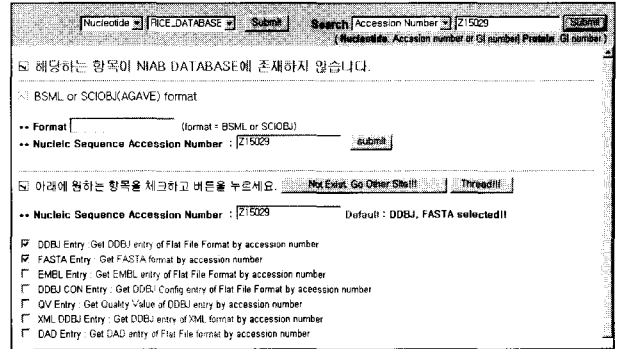 Nucleotide RICE_DATABASE Submit Search Accession Number Z15029 Submit
( Nucleotide: Accesion number or GI number| Protein: GI number )
해당하는 항목이 NIAB DATABASE에 존재하지 않습니다.
BSML or SCIOBJ(AGAVE) format
•• Format (format = BSML or SCIOBJ)
•• Nucleic Sequence Accession Number : Z15029 submit
아래에 원하는 항목을 체크하고 버튼을 누르세요. Not Exist. Go Other Site!!! Thread!!!
•• Nucleic Sequence Accession Number : Z15029 Default : DDBJ, FASTA selected!!
DDBJ Entry :Get DDBJ entry of Flat File Format by accession number
FASTA Entry : Get FASTA format by accession number
EMBL Entry : Get EMBL entry of Flat File Format by accession number
DDBJ CON Entry : Get DDBJ Config entry of Flat File Format by accession number
QV Entry : Get Quality Value of DDBJ entry by accession number
XML DDBJ Entry : Get DDBJ entry of XML format by accession number
DAD Entry : Get DAD entry of Flat File format by accession number